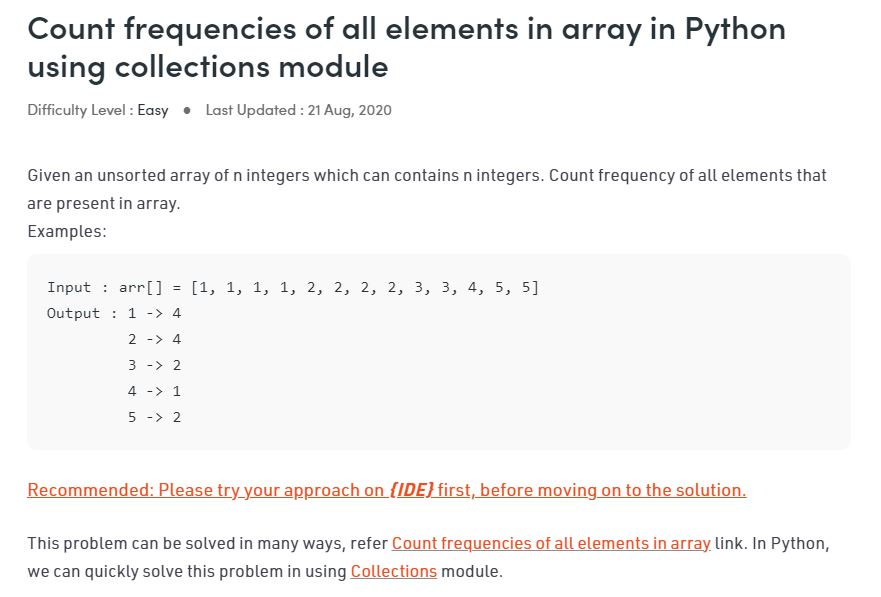 Count frequencies of all elements in array in Python
using collections module
Difficulty Level : Easy ● Last Updated : 21 Aug, 2020
Given an unsorted array of n integers which can contains n integers. Count frequency of all elements that
are present in array.
Examples:
Input : arr[] = [1, 1, 1, 1, 2, 2, 2, 2, 3, 3, 4, 5, 5]
Output : 1 -> 4
2 -> 4
3 -> 2
4 -> 1
5 -> 2
Recommended: Please try your approach on {IDE} first, before moving on to the solution.
This problem can be solved in many ways, refer Count frequencies of all elements in array link. In Python,
we can quickly solve this problem in using Collections module.